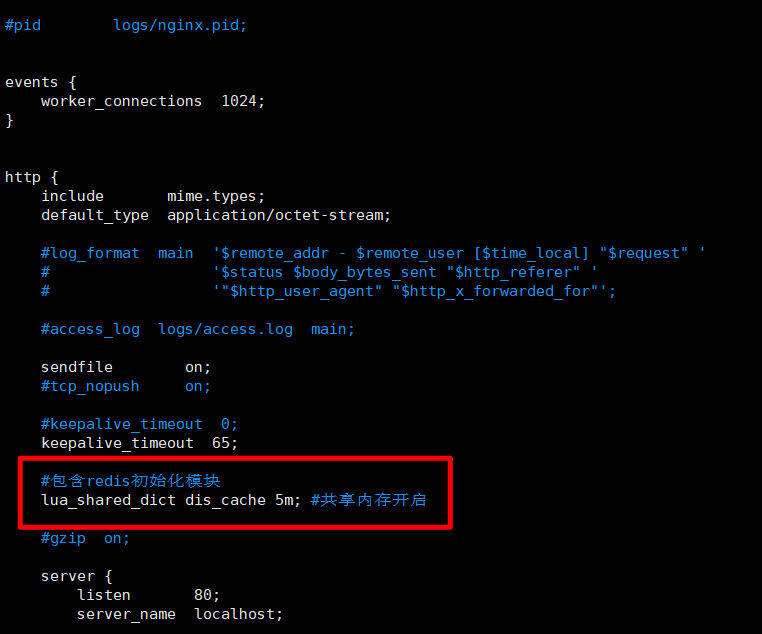 #pid        logs/nginx.pid;
events {
    worker_connections  1024;
}
http {
    include       mime.types;
    default_type  application/octet-stream;
    #log_format  main  '$remote_addr - $remote_user [$time_local] "$request" '
    #                  '$status $body_bytes_sent "$http_referer" '
    #                  '"$http_user_agent" "$http_x_forwarded_for"';
    #access_log  logs/access.log  main;
    sendfile        on;
    #tcp_nopush     on;
    #keepalive_timeout  0;
    keepalive_timeout  65;
    #包含redis初始化模块
    lua_shared_dict dis_cache 5m; #共享内存开启
    #gzip  on;
    server {
        listen       80;
        server_name  localhost;